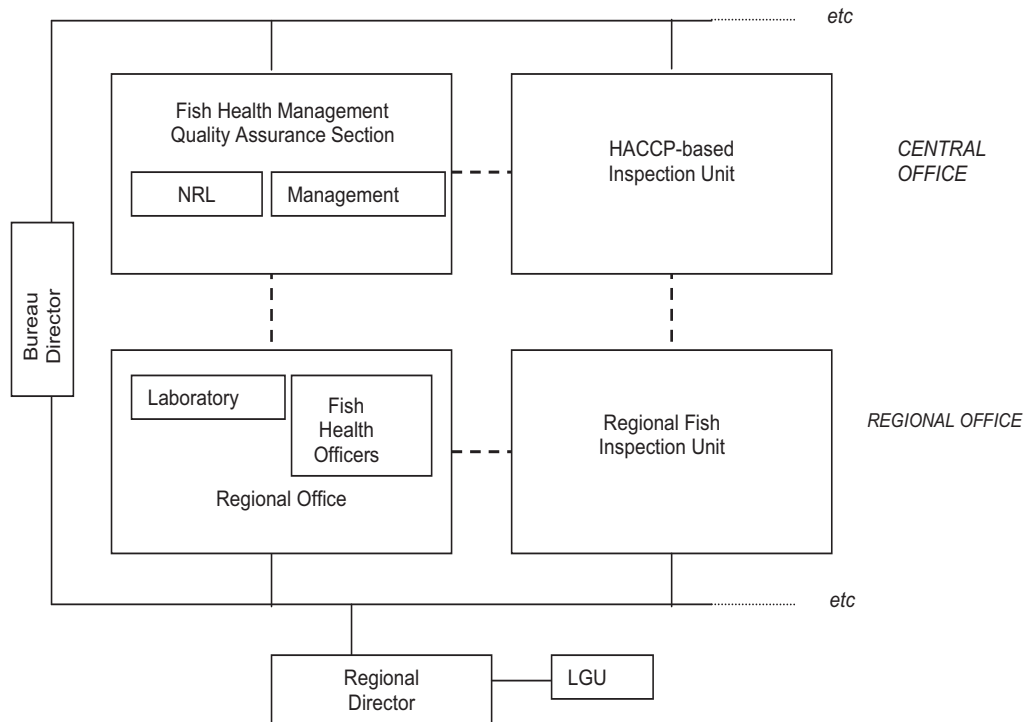 etc
Fish Health Management
Quality Assurance Section
NRL
Management
HACCP-based
Inspection Unit
CENTRAL
OFFICE
Bureau
Director
Laboratory
Fish
Health
Officers
Regional Office
Regional Fish
Inspection Unit
REGIONAL OFFICE
etc
Regional
Director
LGU